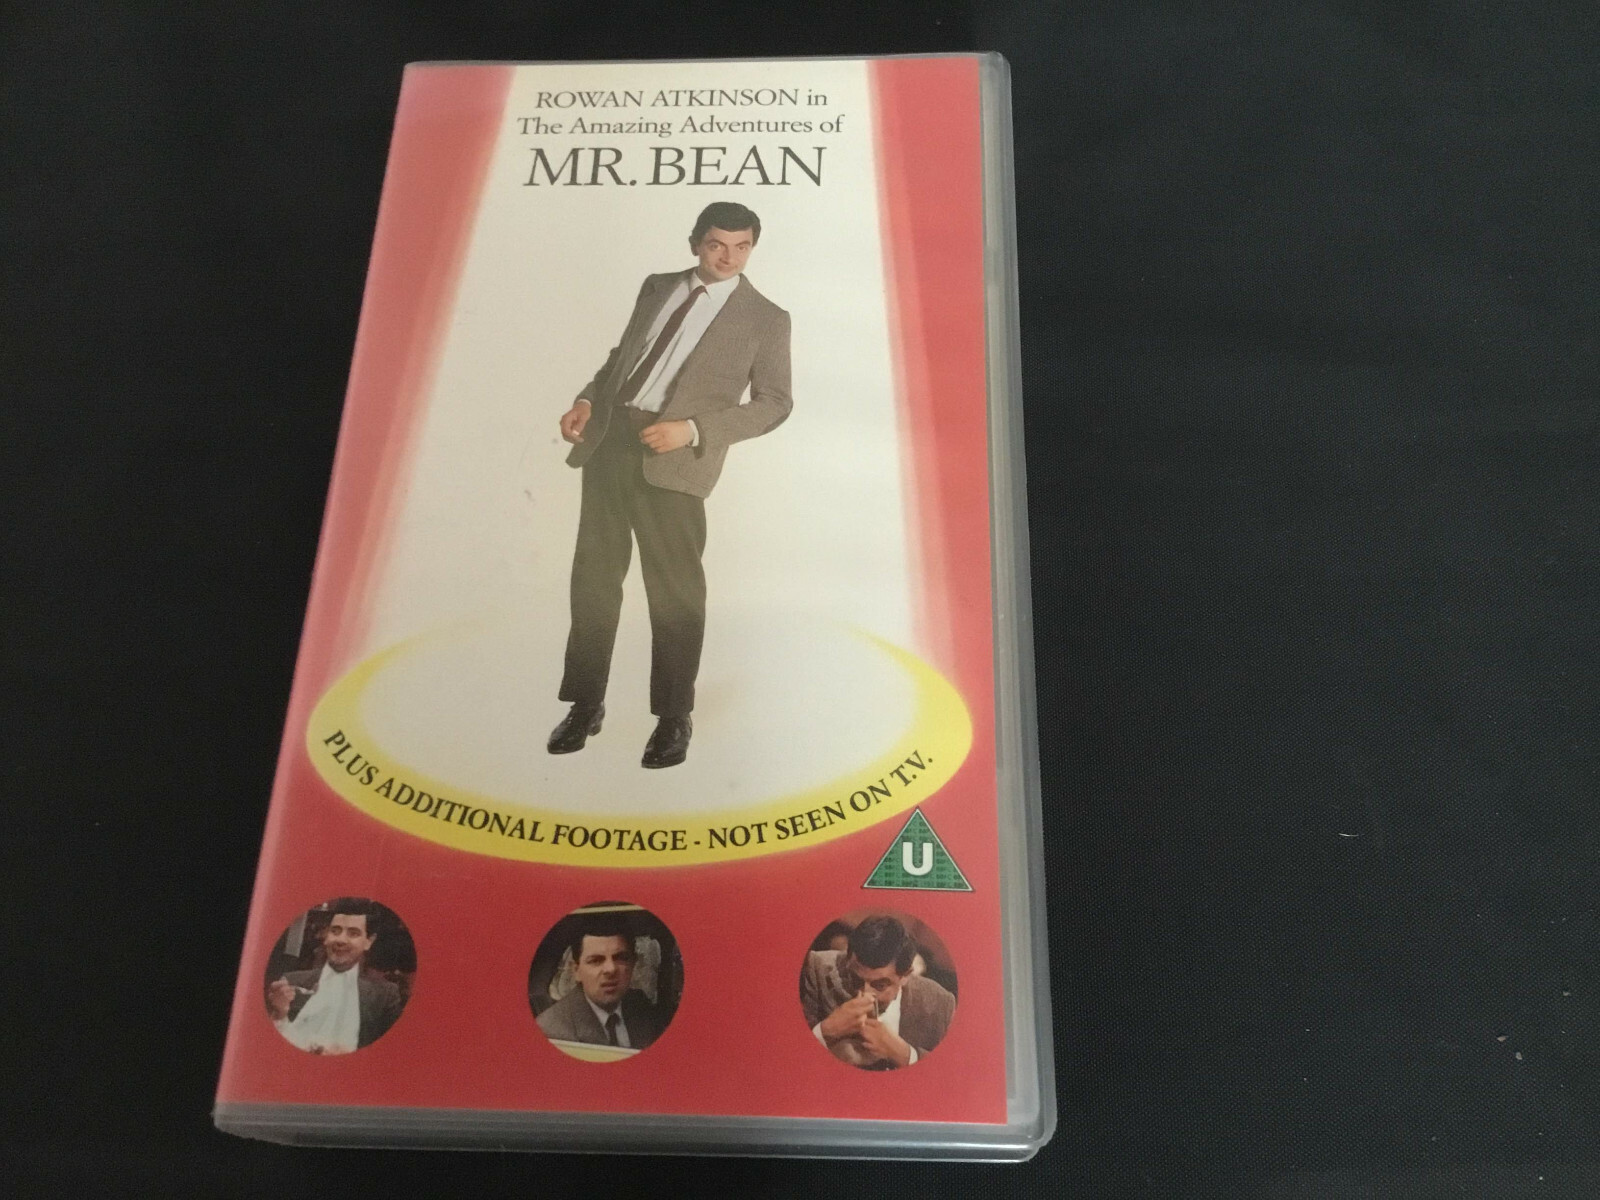 ROWAN ATKINSON in
The Amazing Adventures of
MR. BEAN
PLUS ADDITIONAL FOOTAGE - NOT SEEN ON T.V.
U